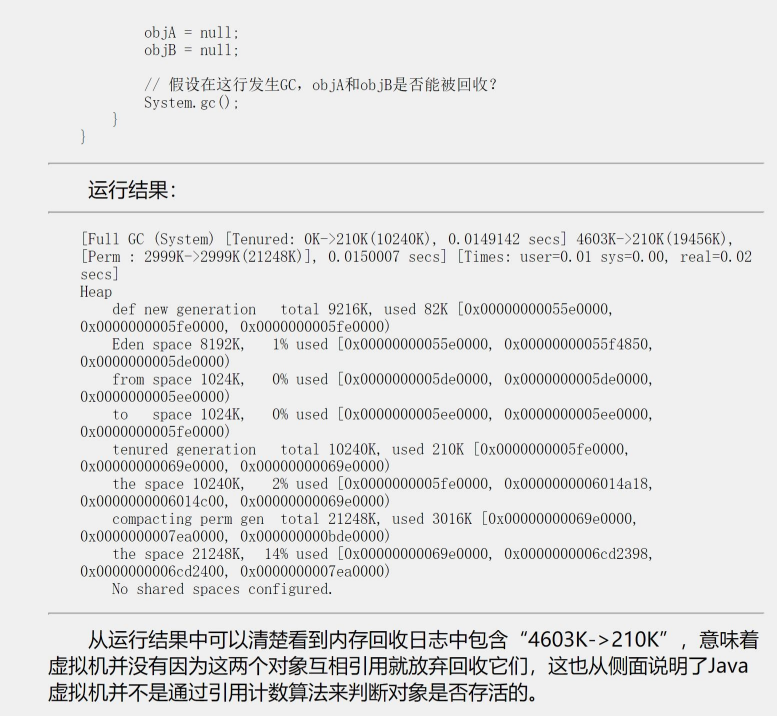 objA = null;
objB = null;
// 假设在这行发生GC，objA和objB是否能被回收？
System.gc();
}
}
运行结果：
[Full GC (System) [Tenured: 0K->210K(10240K), 0.0149142 secs] 4603K->210K(19456K),
[Perm : 2999K->2999K(21248K)], 0.0150007 secs] [Times: user=0.01 sys=0.00, real=0.02
secs]
Heap
def new generation total 9216K, used 82K [0x00000000055e0000,
0x0000000005fe0000, 0x0000000005fe0000)
Eden space 8192K, 1% used [0x00000000055e0000, 0x00000000055f4850,
0x0000000005de0000)
from space 1024K, 0% used [0x0000000005de0000, 0x0000000005de0000,
0x0000000005ee0000)
to space 1024K, 0% used [0x0000000005ee0000, 0x0000000005ee0000,
0x0000000005fe0000)
tenured generation total 10240K, used 210K [0x0000000005fe0000,
0x00000000069e0000, 0x00000000069e0000)
the space 10240K, 2% used [0x0000000005fe0000, 0x0000000006014a18,
0x0000000006014c00, 0x00000000069e0000)
compacting perm gen total 21248K, used 3016K [0x00000000069e0000,
0x0000000007ea0000, 0x000000000bde0000)
the space 21248K, 14% used [0x00000000069e0000, 0x0000000006cd2398,
0x0000000006cd2400, 0x0000000007ea0000)
No shared spaces configured.
从运行结果中可以清楚看到内存回收日志中包含“4603K->210K”，意味着
虚拟机并没有因为这两个对象互相引用就放弃回收它们，这也从侧面说明了Java
虚拟机并不是通过引用计数算法来判断对象是否存活的。